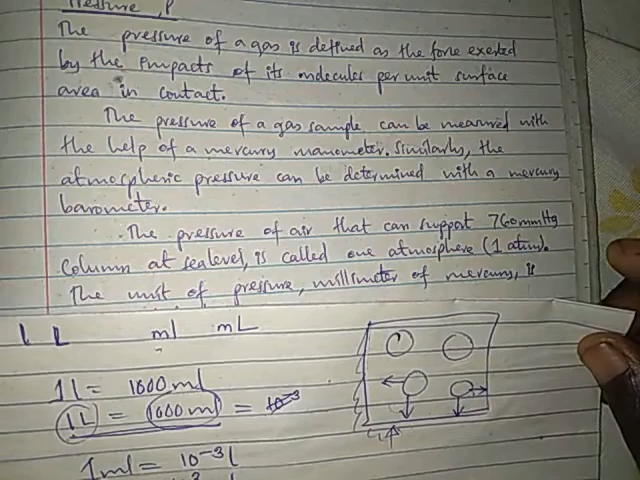 Pressure, P
The pressure of a gas is defined as the force exerted
by the impacts of its molecules per unit surface
area in contact.
The pressure of a gas sample can be measured with
the help of a mercury manometer. Similarly, the
atmospheric pressure can be determined with a mercury
barometer.
The pressure of air that can support 760mmHg
column at sea level, is called one atmosphere (1 atm).
The unit of pressure, millimeter of mercury, is
l L ml mL
1L = 1000ml
1L = 1000ml = 10-3
1ml = 10⁻³l